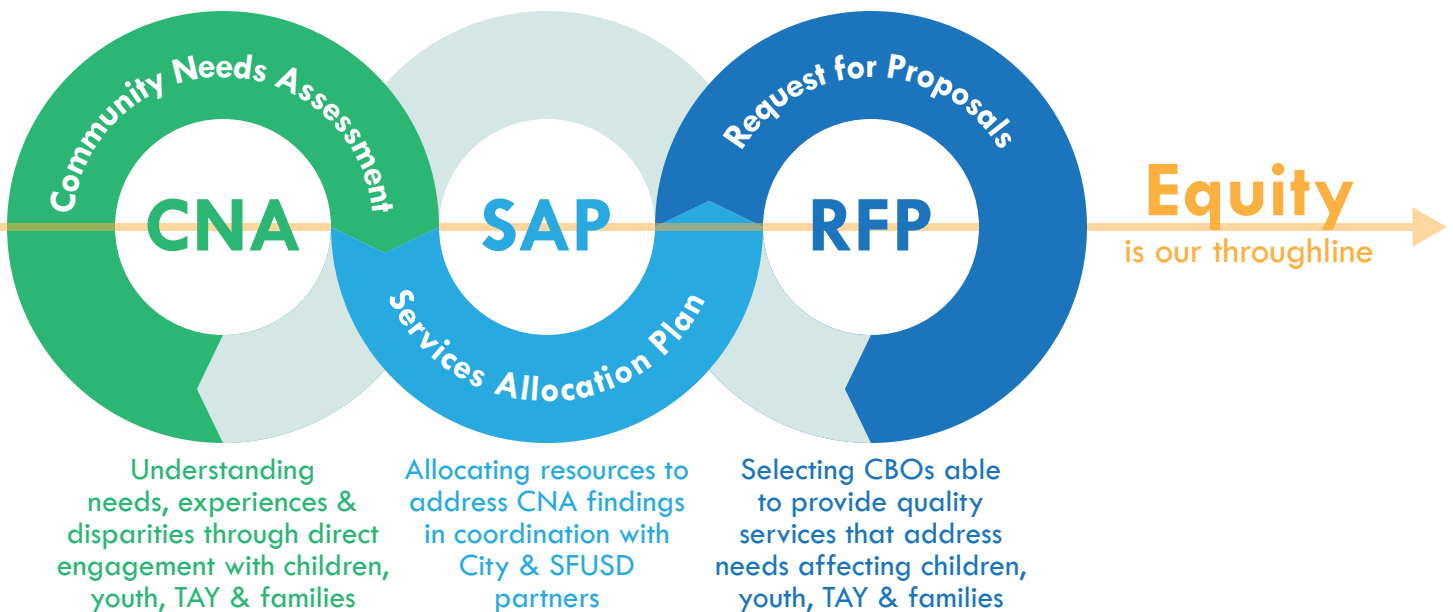 Community Needs Assessment
CNA
Understanding
needs, experiences &
disparities through direct
engagement with children,
youth, TAY & families
SAP
Services Allocation Plan
Allocating resources to
address CNA findings
in coordination with
City & SFUSD
partners
Request for Proposals
RFP
Selecting CBOs able
to provide quality
services that address
needs affecting children,
youth, TAY & families
Equity
is our throughline